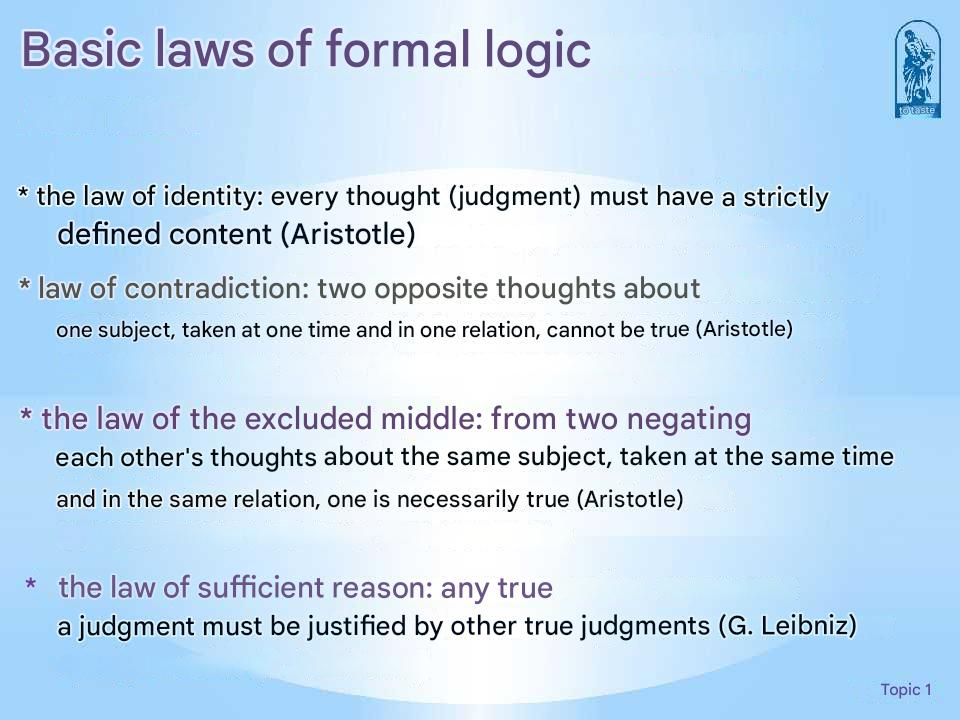 Basic laws of formal logic
to taste
* the law of identity: every thought (judgment) must have a strictly
defined content (Aristotle)
* law of contradiction: two opposite thoughts about
one subject, taken at one time and in one relation, cannot be true (Aristotle)
* the law of the excluded middle: from two negating
each other's thoughts about the same subject, taken at the same time
and in the same relation, one is necessarily true (Aristotle)
* the law of sufficient reason: any true
a judgment must be justified by other true judgments (G. Leibniz)
Topic 1